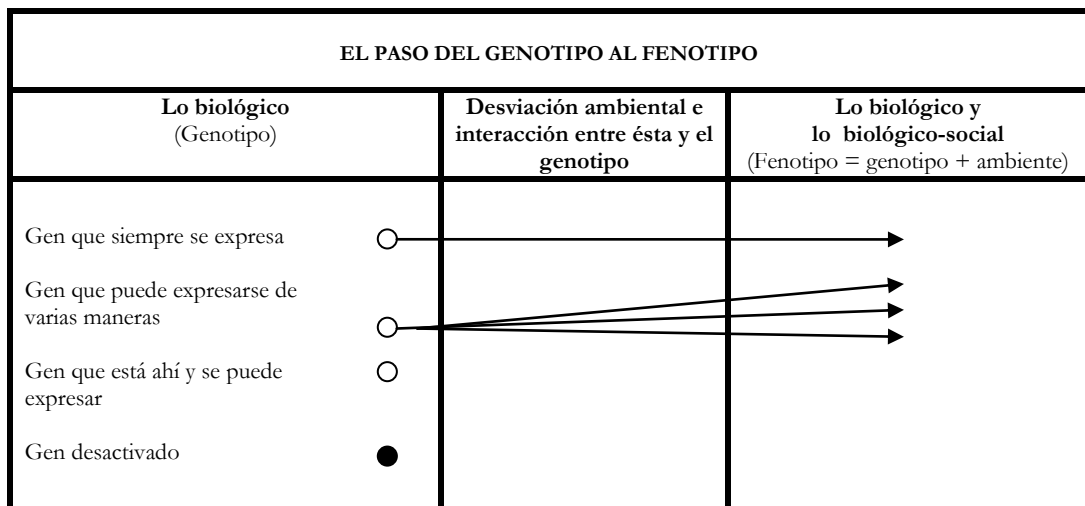 EL PASO DEL GENOTIPO AL FENOTIPO
Lo biológico
(Genotipo)
Desviación ambiental e
interacción entre ésta y el
genotipo
Lo biológico y
lo biológico-social
(Fenotipo = genotipo + ambiente)
Gen que siempre se expresa
Gen que puede expresarse de
varias maneras
Gen que está ahí y se puede
expresar
Gen desactivado